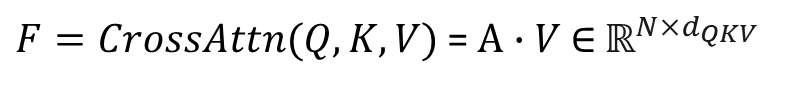 F = CrossAttn(Q, K, V) = A · V ∈ ℝ^{N×d_{QKV}}